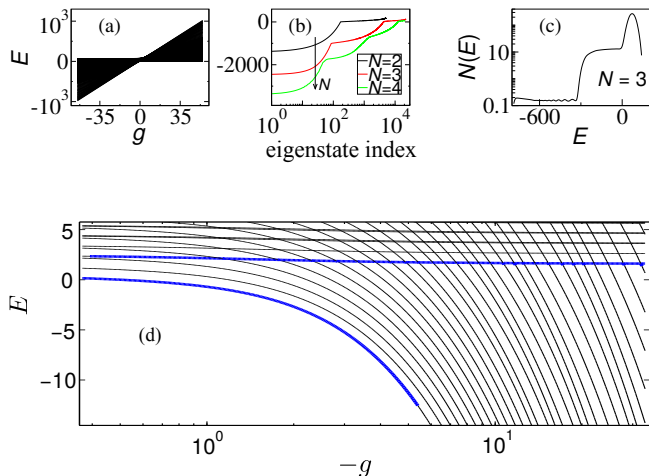 (a)
E
10³
0
-10³
-35 0 35
g
(b)
0
-2000
N
N=2
N=3
N=4
10⁰ 10² 10⁴
eigenstate index
(c)
N(E)
10
0.1
N = 3
-600 0
E
E
5
0
−5
−10
(d)
10⁰ 10¹
−g